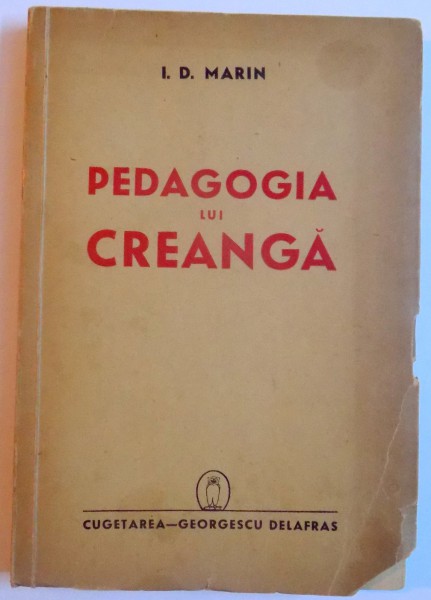 I. D. MARIN
PEDAGOGIA
LUI
CREANGĂ
CUGETAREA—GEORGESCU DELAFRAS